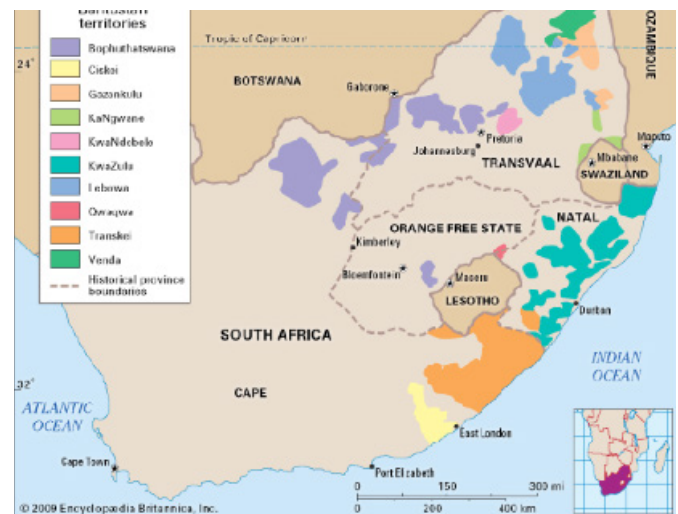 Bantustan
territories
Bophuthatswana
Ciskei
Gazankulu
KaNgwane
KwaNdebele
KwaZulu
Lebowa
Qwaqwa
Transkei
Venda
Historical province
boundaries
Tropic of Capricorn
24°
BOTSWANA
Gaborone
MOZAMBIQUE
Maputo
Pretoria
Johannesburg
TRANSVAAL
Mbabane
SWAZILAND
NATAL
ORANGE FREE STATE
Kimberley
Bloemfontein
Maseru
LESOTHO
Durban
SOUTH AFRICA
INDIAN
OCEAN
32°
CAPE
ATLANTIC
OCEAN
East London
Cape Town
Port Elizabeth
0 150 300 mi
0 200 400 km
© 2009 Encyclopædia Britannica, Inc.